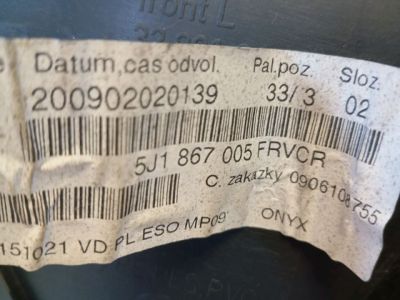 front L
Datum,cas odvol. Pal.poz. Sloz.
200902020139 33/3 02
5J1 867 005 FRVCR
C. zakazky 0906108755
151021 VD PL ESO MP09 ONYX